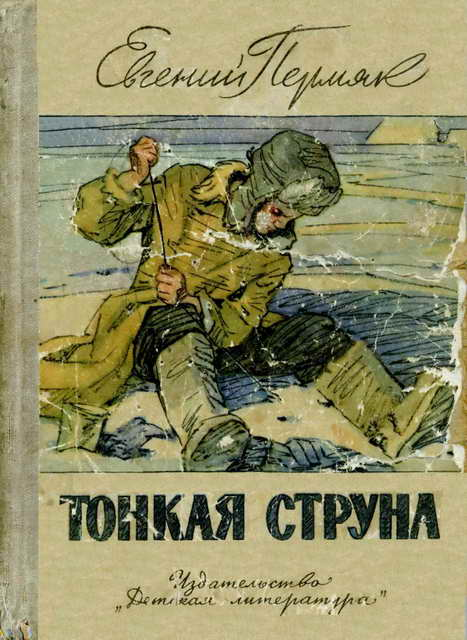 Евгений Пермяк
ТОНКАЯ СТРУНА
Издательство
„Детская литература"